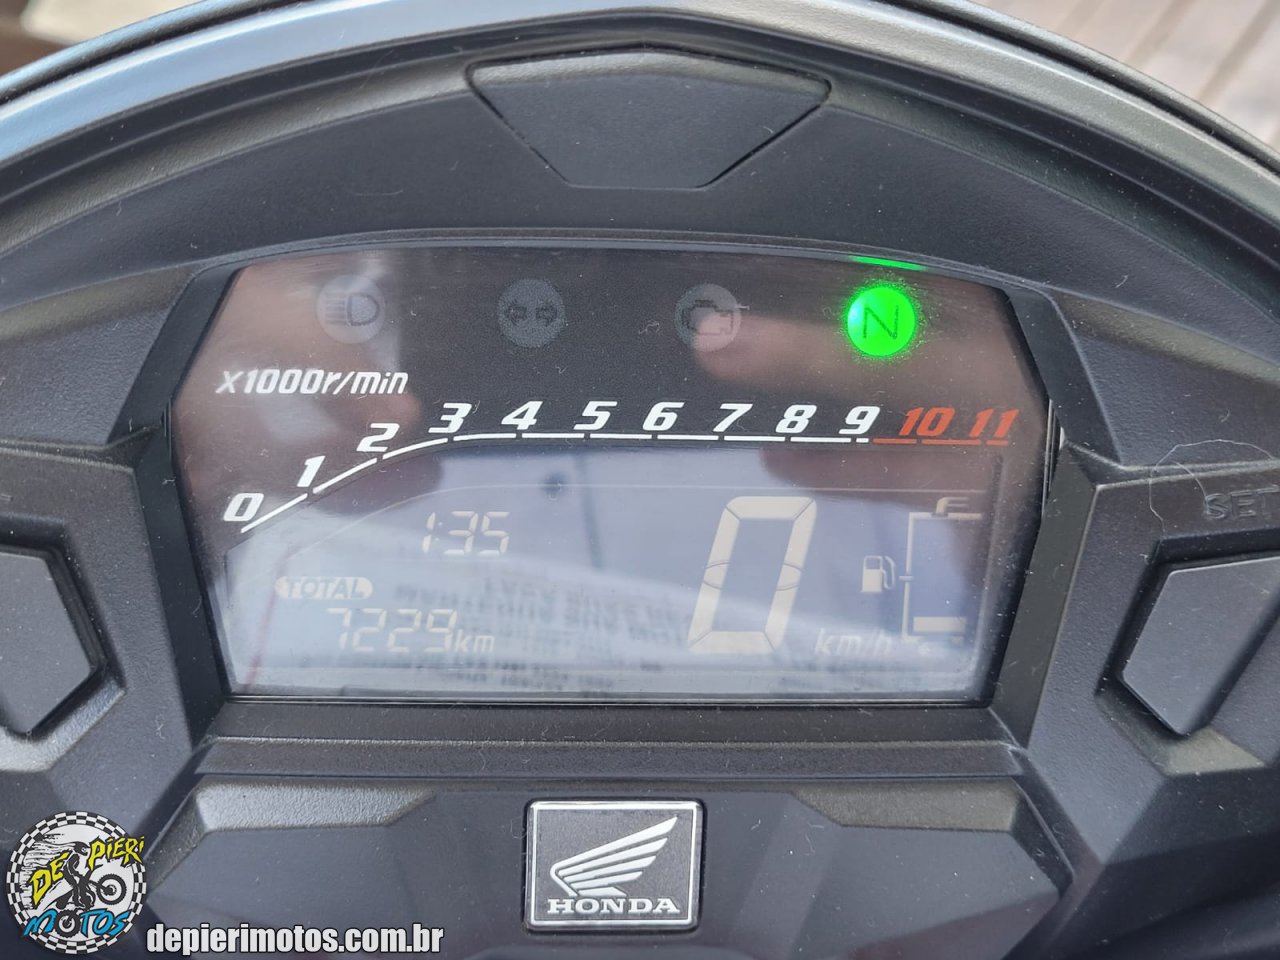 N
x1000r/min
0 1 2 3 4 5 6 7 8 9 10 11
1:35
0
F
TOTAL
7229km
km/h
SET
HONDA
DE PIERI
MOTOS
depierimotos.com.br